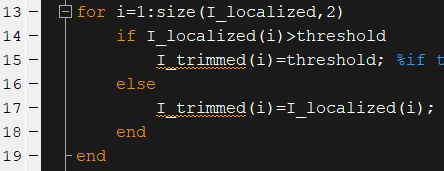 13 - for i=1:size(I_localized,2)
14 - if I_localized(i)>threshold
15 - I_trimmed(i)=threshold; %if t
16 - else
17 - I_trimmed(i)=I_localized(i);
18 - end
19 - end